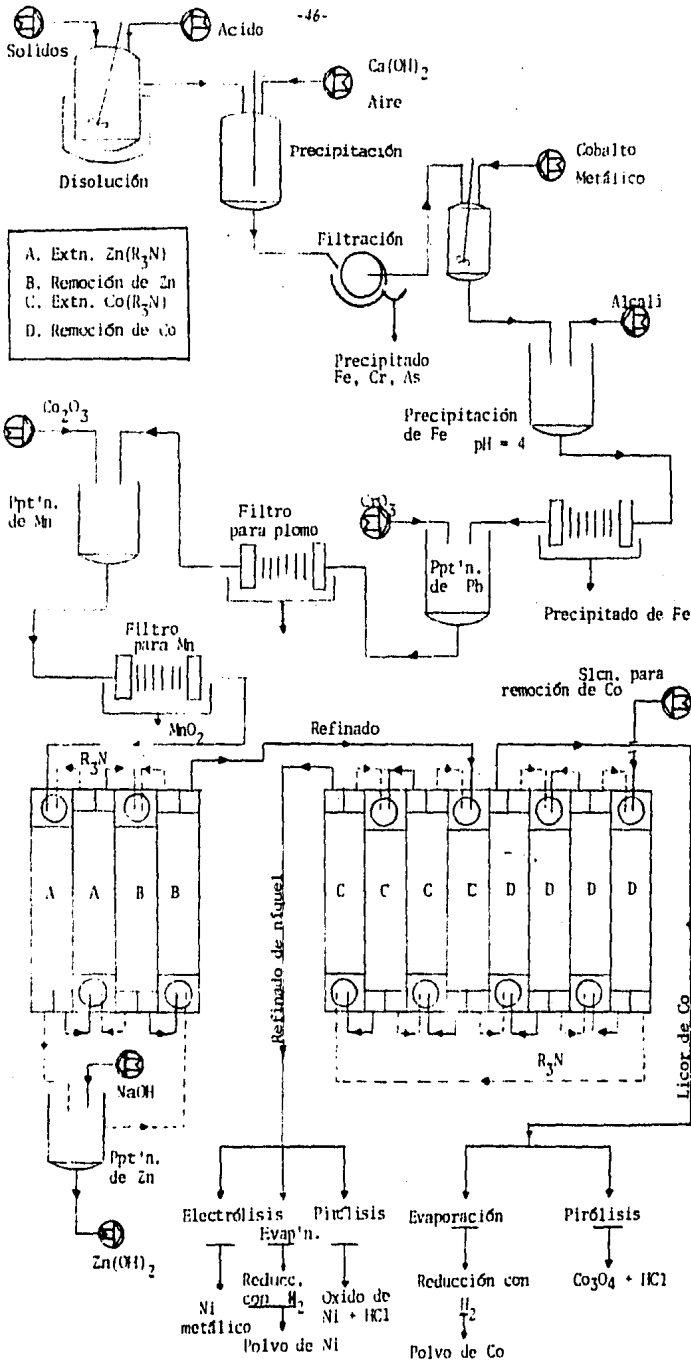 -46-
Solidos
Acido
Ca(OH)2
Aire
Precipitación
Disolución
Cobalto
Metálico
Filtración
A. Extn. Zn(R3N)
B. Remoción de Zn
C. Extn. Co(R3N)
D. Remoción de Co
Alcali
Precipitado
Fe, Cr, As
Precipitación
de Fe
pH = 4
Co2O3
Ppt'n.
de Mn
Filtro
para plomo
CrO3
Ppt'n.
de Pb
Precipitado de Fe
Filtro
para Mn
MnO2
Slcn. para
remoción de Co
R3N
Refinado
A A B B
C C C C D D D D
Refinado de níquel
Licor de Co
R3N
NaOH
Ppt'n.
de Zn
Zn(OH)2
Electrólisis
Evap'n.
Pirólisis
Evaporación
Pirólisis
Ni
metálico
Reducc.
con H2
Oxido de
Ni + HCl
Polvo de Ni
Reducción con
H2
Polvo de Co
Co3O4 + HCl